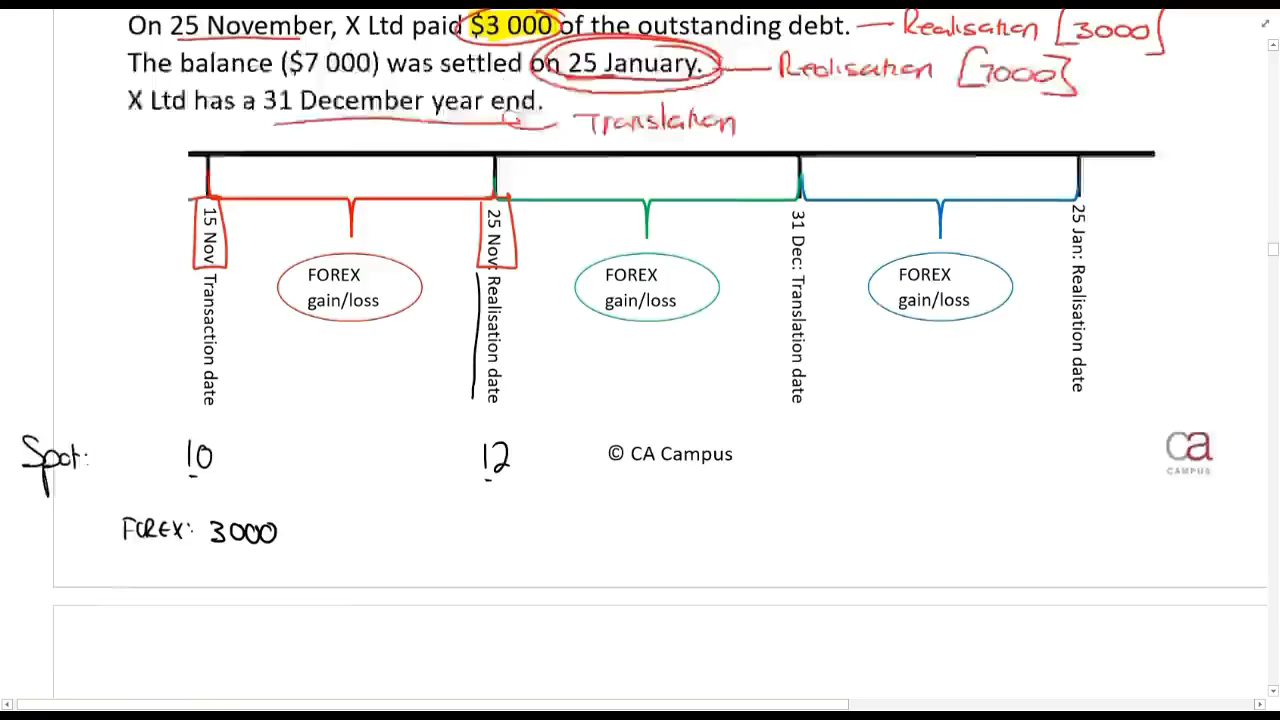 On 25 November, X Ltd paid $3 000 of the outstanding debt. — Realisation [3000]
The balance ($7 000) was settled on 25 January. — Realisation [7000]
X Ltd has a 31 December year end. Translation
15 Nov Transaction date
25 Nov: Realisation date
31 Dec: Translation date
25 Jan: Realisation date
FOREX gain/loss
FOREX gain/loss
FOREX gain/loss
Spot: 10 12
© CA Campus
ca
CAMPUS
FOREX: 3000